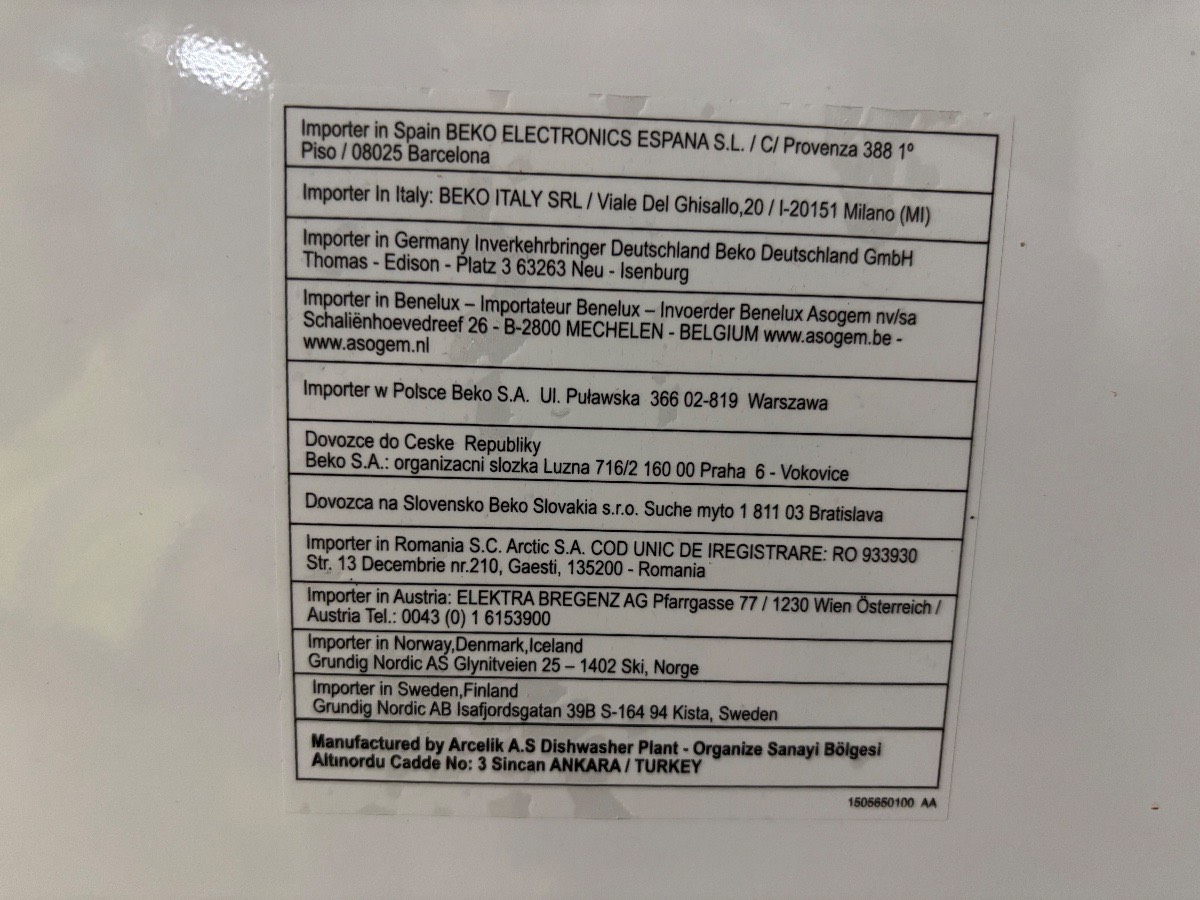 Importer in Spain BEKO ELECTRONICS ESPANA S.L. / C/ Provenza 388 1º
Piso / 08025 Barcelona
Importer In Italy: BEKO ITALY SRL / Viale Del Ghisallo,20 / I-20151 Milano (MI)
Importer in Germany Inverkehrbringer Deutschland Beko Deutschland GmbH
Thomas - Edison - Platz 3 63263 Neu - Isenburg
Importer in Benelux – Importateur Benelux – Invoerder Benelux Asogem nv/sa
Schaliënhoevedreef 26 - B-2800 MECHELEN - BELGIUM www.asogem.be -
www.asogem.nl
Importer w Polsce Beko S.A. Ul. Puławska 366 02-819 Warszawa
Dovozce do Ceske Republiky
Beko S.A.: organizacni slozka Luzna 716/2 160 00 Praha 6 - Vokovice
Dovozca na Slovensko Beko Slovakia s.r.o. Suche myto 1 811 03 Bratislava
Importer in Romania S.C. Arctic S.A. COD UNIC DE IREGISTRARE: RO 933930
Str. 13 Decembrie nr.210, Gaesti, 135200 - Romania
Importer in Austria: ELEKTRA BREGENZ AG Pfarrgasse 77 / 1230 Wien Österreich /
Austria Tel.: 0043 (0) 1 6153900
Importer in Norway,Denmark,Iceland
Grundig Nordic AS Glynitveien 25 – 1402 Ski, Norge
Importer in Sweden,Finland
Grundig Nordic AB Isafjordsgatan 39B S-164 94 Kista, Sweden
Manufactured by Arcelik A.S Dishwasher Plant - Organize Sanayi Bölgesi
Altınordu Cadde No: 3 Sincan ANKARA / TURKEY
1505650100 AA